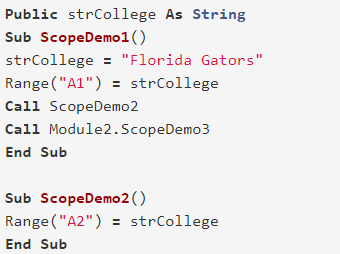 Public strCollege As String
Sub ScopeDemo1()
strCollege = "Florida Gators"
Range("A1") = strCollege
Call ScopeDemo2
Call Module2.ScopeDemo3
End Sub

Sub ScopeDemo2()
Range("A2") = strCollege
End Sub